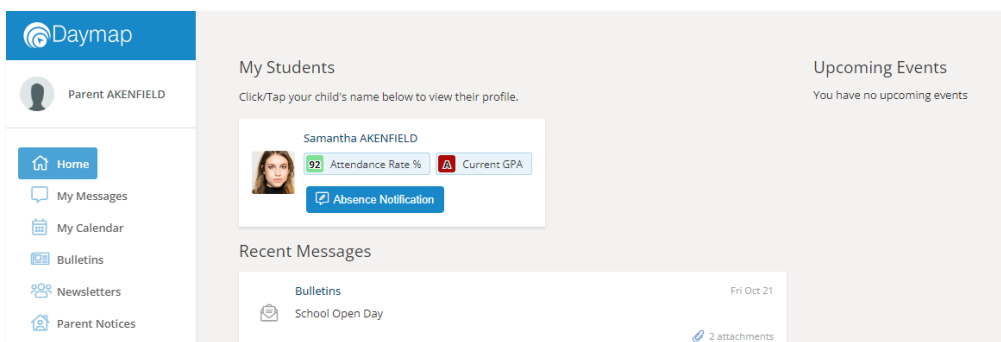 Daymap
Parent AKENFIELD
Home
My Messages
My Calendar
Bulletins
Newsletters
Parent Notices
My Students
Click/Tap your child's name below to view their profile.
Samantha AKENFIELD
92 Attendance Rate % A Current GPA
Absence Notification
Recent Messages
Bulletins Fri Oct 21
School Open Day
2 attachments
Upcoming Events
You have no upcoming events